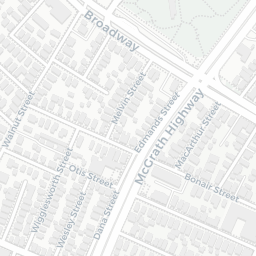 Broadway
Melvin Street
Edmands Street
McGrath Highway
MacArthur Street
Walnut Street
Bonair Street
Otis Street
Wigglesworth Street
Wesley Street
Dana Street